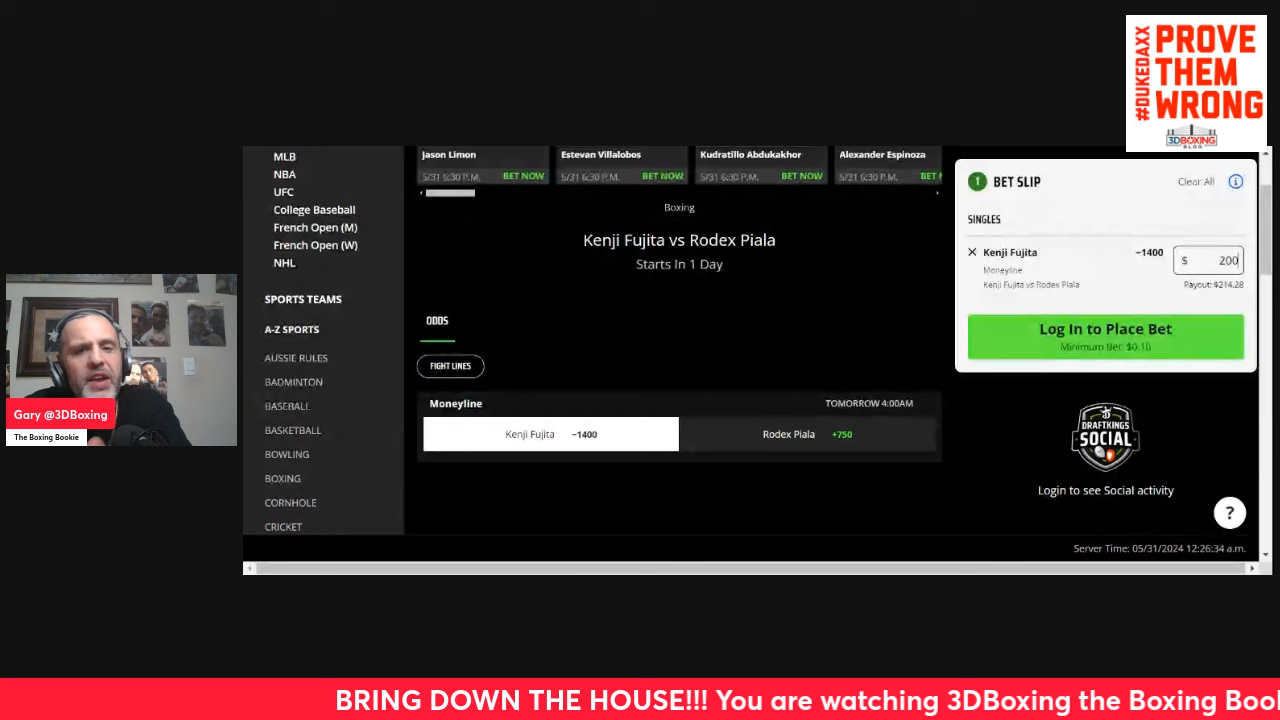 #DUKEDAXX
PROVE
THEM
WRONG
3DBOXING
BLOG
MLB
NBA
UFC
College Baseball
French Open (M)
French Open (W)
NHL
SPORTS TEAMS
A-Z SPORTS
AUSSIE RULES
BADMINTON
BASEBALL
BASKETBALL
BOWLING
BOXING
CORNHOLE
CRICKET
Jason Limon
5/31 6:30 P.M. BET NOW
Estevan Villalobos
5/31 6:30 P.M. BET NOW
Kudratillo Abdukakhor
5/31 6:30 P.M. BET NOW
Alexander Espinoza
5/31 6:30 P.M. BET N
Boxing
Kenji Fujita vs Rodex Piala
Starts In 1 Day
ODDS
FIGHT LINES
Moneyline TOMORROW 4:00AM
Kenji Fujita −1400 Rodex Piala +750
1 BET SLIP Clear All i
SINGLES
× Kenji Fujita −1400 $ 200
Moneyline
Kenji Fujita vs Rodex Piala Payout: $214.28
Log In to Place Bet
Minimum Bet: $0.10
DRAFTKINGS
SOCIAL
Login to see Social activity
?
Server Time: 05/31/2024 12:26:34 a.m.
Gary @3DBoxing
The Boxing Bookie
BRING DOWN THE HOUSE!!! You are watching 3DBoxing the Boxing Boo